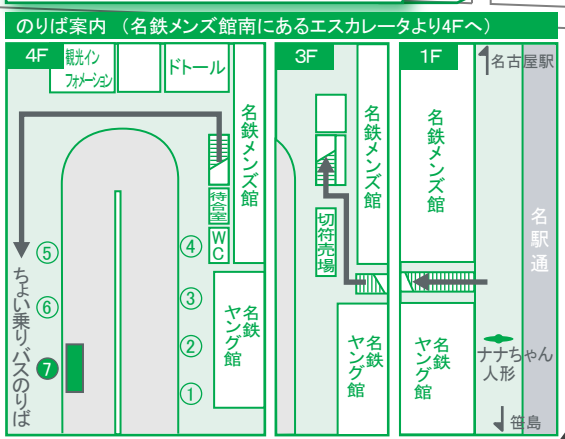 のりば案内 (名鉄メンズ館南にあるエスカレータより4Fへ)
4F
観光イン
フォメーション
ドトール
名鉄メンズ館
待合室
WC
④
③
②
①
名鉄
ヤング館
⑤
⑥
❼
ちょい乗りバスのりば
3F
名鉄メンズ館
切符売場
名鉄
ヤング館
1F
名古屋駅
名鉄メンズ館
名駅通
名鉄
ヤング館
ナナちゃん
人形
笹島